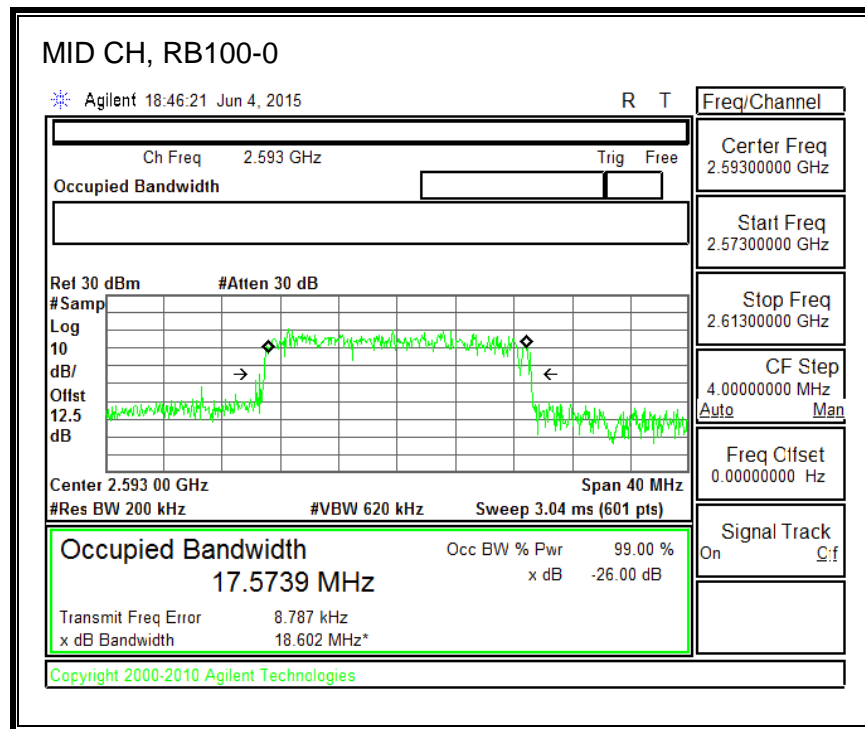 MID CH, RB100-0
Agilent 18:46:21 Jun 4, 2015 R T
Freq/Channel
Ch Freq 2.593 GHz Trig Free
Occupied Bandwidth
Center Freq
2.59300000 GHz
Start Freq
2.57300000 GHz
Stop Freq
2.61300000 GHz
CF Step
4.00000000 MHz
Auto Man
Freq Offset
0.00000000 Hz
Signal Track
On Off
Ref 30 dBm #Atten 30 dB
#Samp
Log
10
dB/
Offst
12.5
dB
Center 2.593 00 GHz Span 40 MHz
#Res BW 200 kHz #VBW 620 kHz Sweep 3.04 ms (601 pts)
Occupied Bandwidth Occ BW % Pwr 99.00 %
17.5739 MHz x dB -26.00 dB
Transmit Freq Error 8.787 kHz
x dB Bandwidth 18.602 MHz*
Copyright 2000-2010 Agilent Technologies